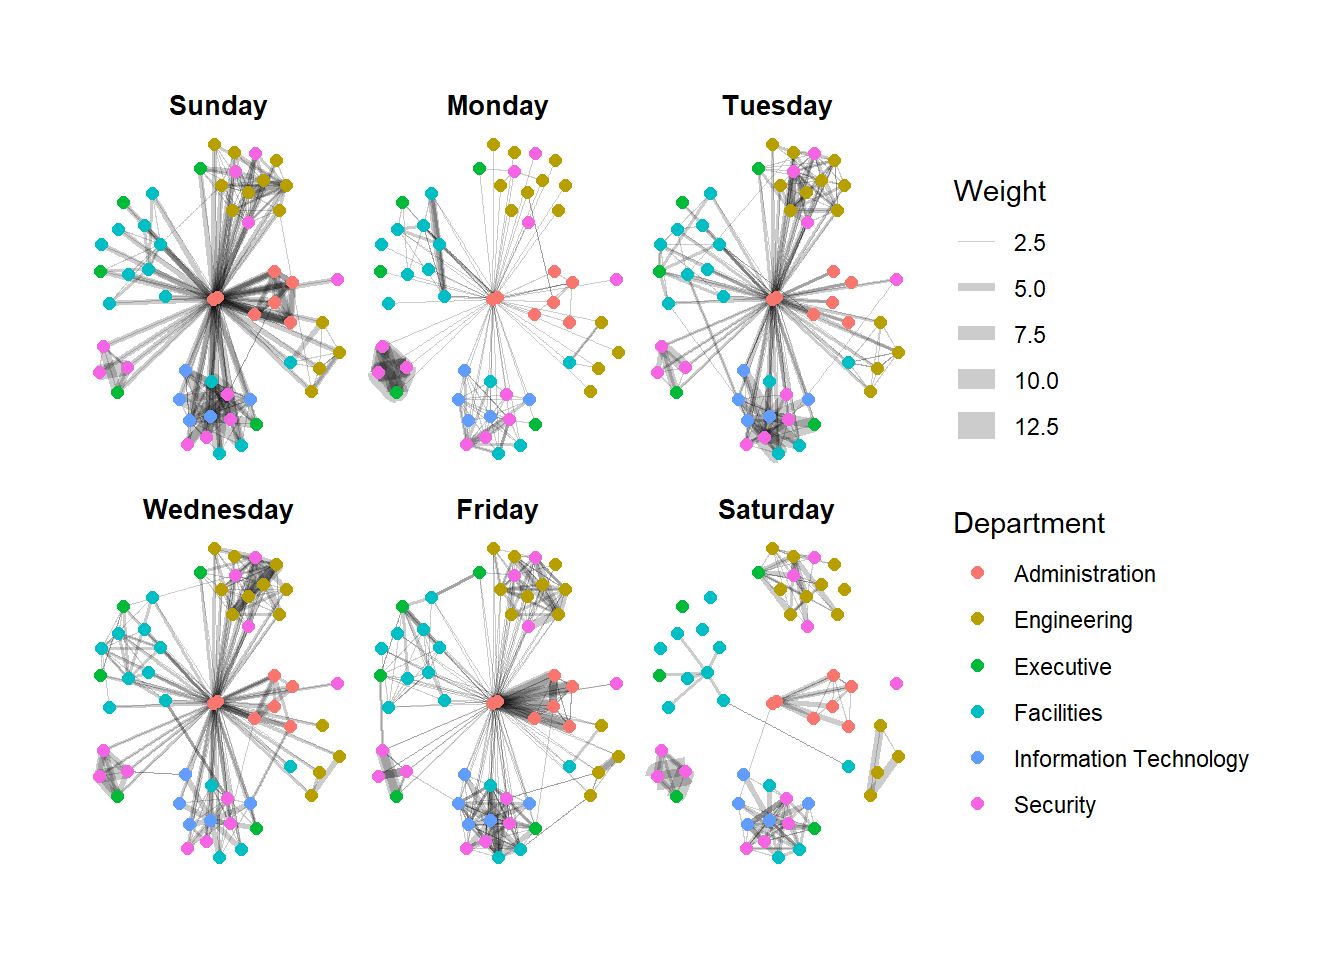 Sunday
Monday
Tuesday
Weight
2.5
5.0
7.5
10.0
12.5
Wednesday
Friday
Saturday
Department
Administration
Engineering
Executive
Facilities
Information Technology
Security